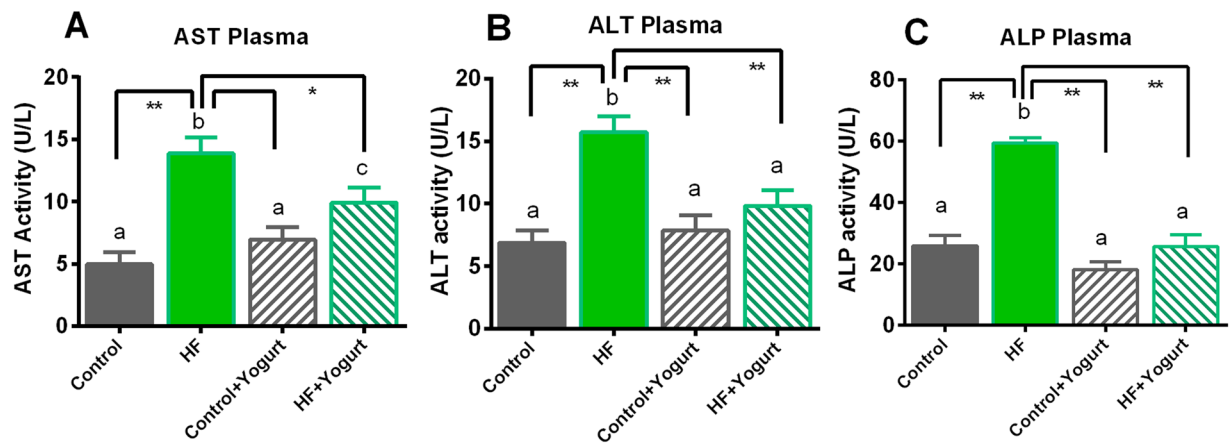 A
AST Plasma
AST Activity (U/L)
20
15
10
5
0
**
*
a
b
a
c
Control
HF
Control+Yogurt
HF+Yogurt
B
ALT Plasma
ALT activity (U/L)
20
15
10
5
0
**
**
**
a
b
a
a
Control
HF
Control+Yogurt
HF+Yogurt
C
ALP Plasma
ALP activity (U/L)
80
60
40
20
0
**
**
**
a
b
a
a
Control
HF
Control+Yogurt
HF+Yogurt